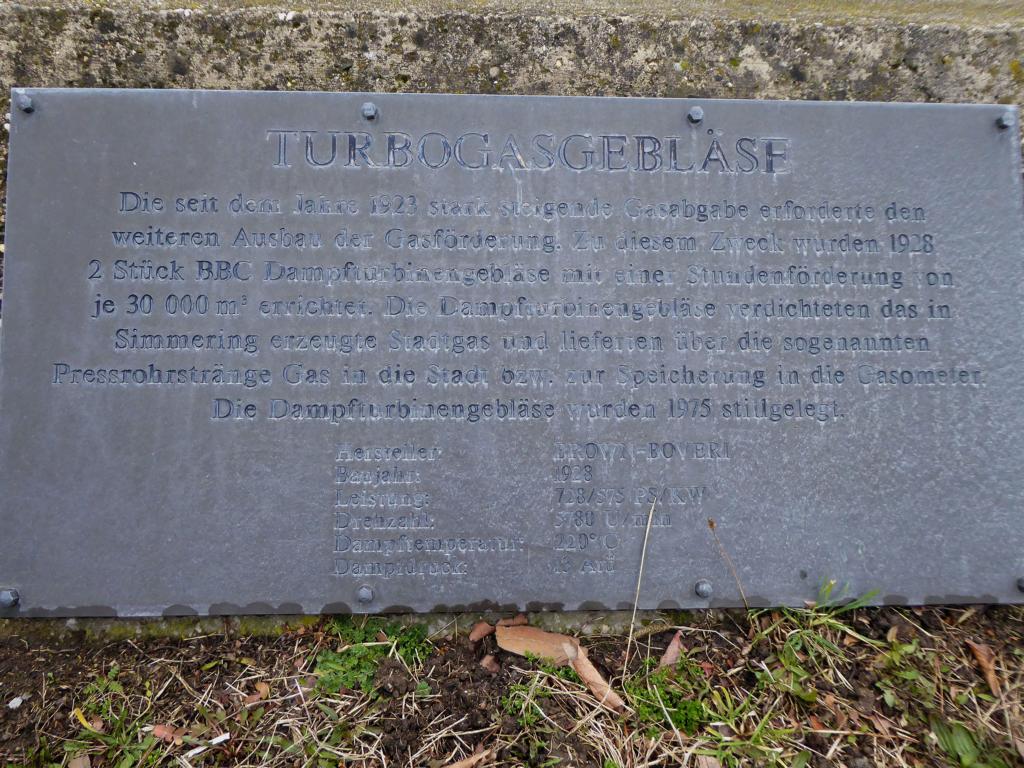 TURBOGASGEBLÄSE
Die seit dem Jahre 1923 stark steigende Gasabgabe erforderte den
weiteren Ausbau der Gasförderung. Zu diesem Zweck wurden 1928
2 Stück BBC Dampfturbinengebläse mit einer Stundenförderung von
je 30 000 m³ errichtet. Die Dampfturbinengebläse verdichteten das in
Simmering erzeugte Stadtgas und lieferten über die sogenannten
Pressrohrstränge Gas in die Stadt bzw. zur Speicherung in die Gasometer.
Die Dampfturbinengebläse wurden 1975 stillgelegt.
Hersteller: BROWN-BOVERI
Baujahr: 1928
Leistung: 728/575 PS/KW
Drehzahl: 5780 U/min
Dampftemperatur: 220°C
Dampfdruck: